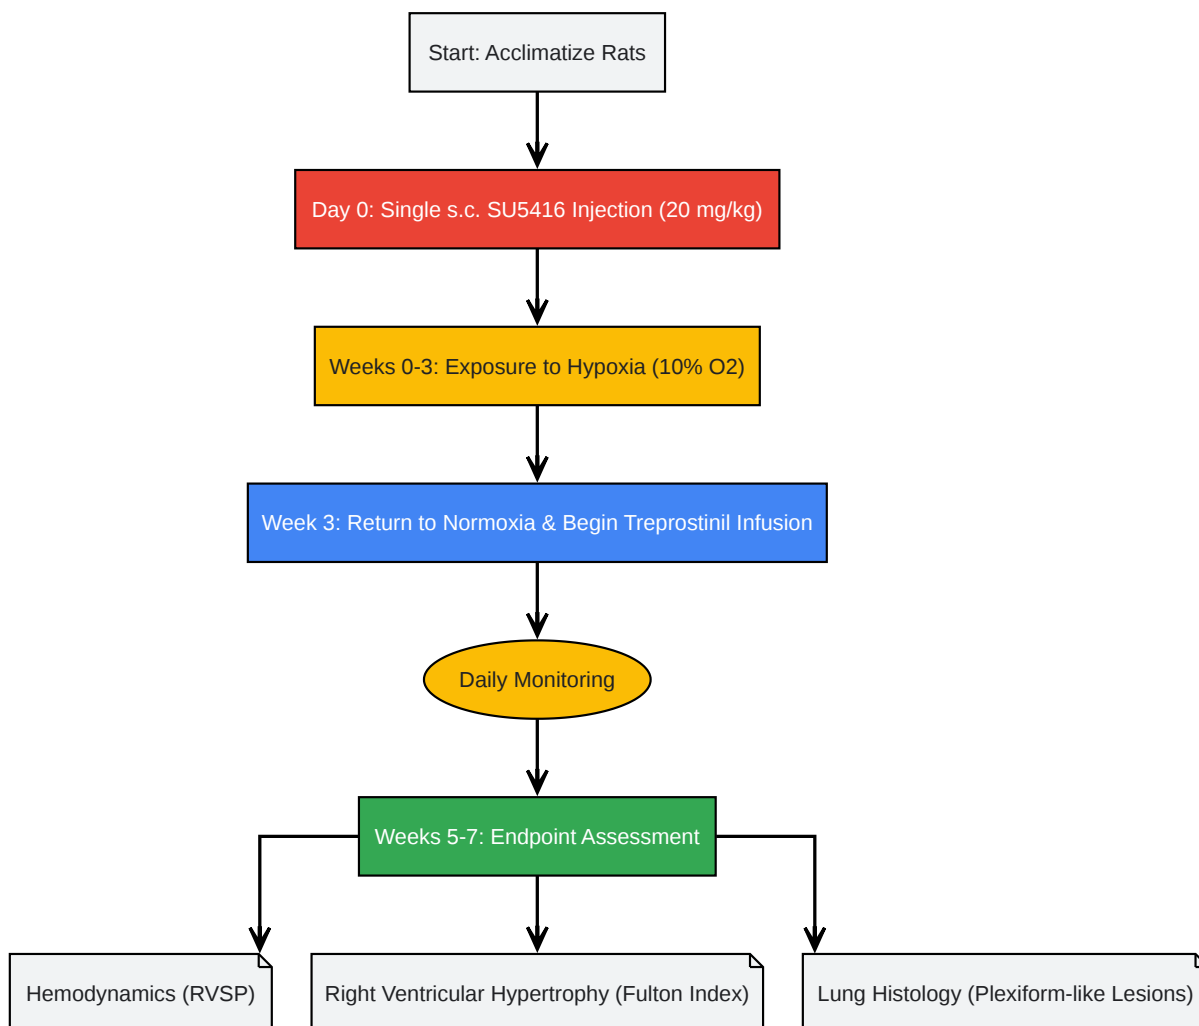 Start: Acclimatize Rats
Day 0: Single s.c. SU5416 Injection (20 mg/kg)
Weeks 0-3: Exposure to Hypoxia (10% O2)
Week 3: Return to Normoxia & Begin Treprostinil Infusion
Daily Monitoring
Weeks 5-7: Endpoint Assessment
Hemodynamics (RVSP)
Right Ventricular Hypertrophy (Fulton Index)
Lung Histology (Plexiform-like Lesions)